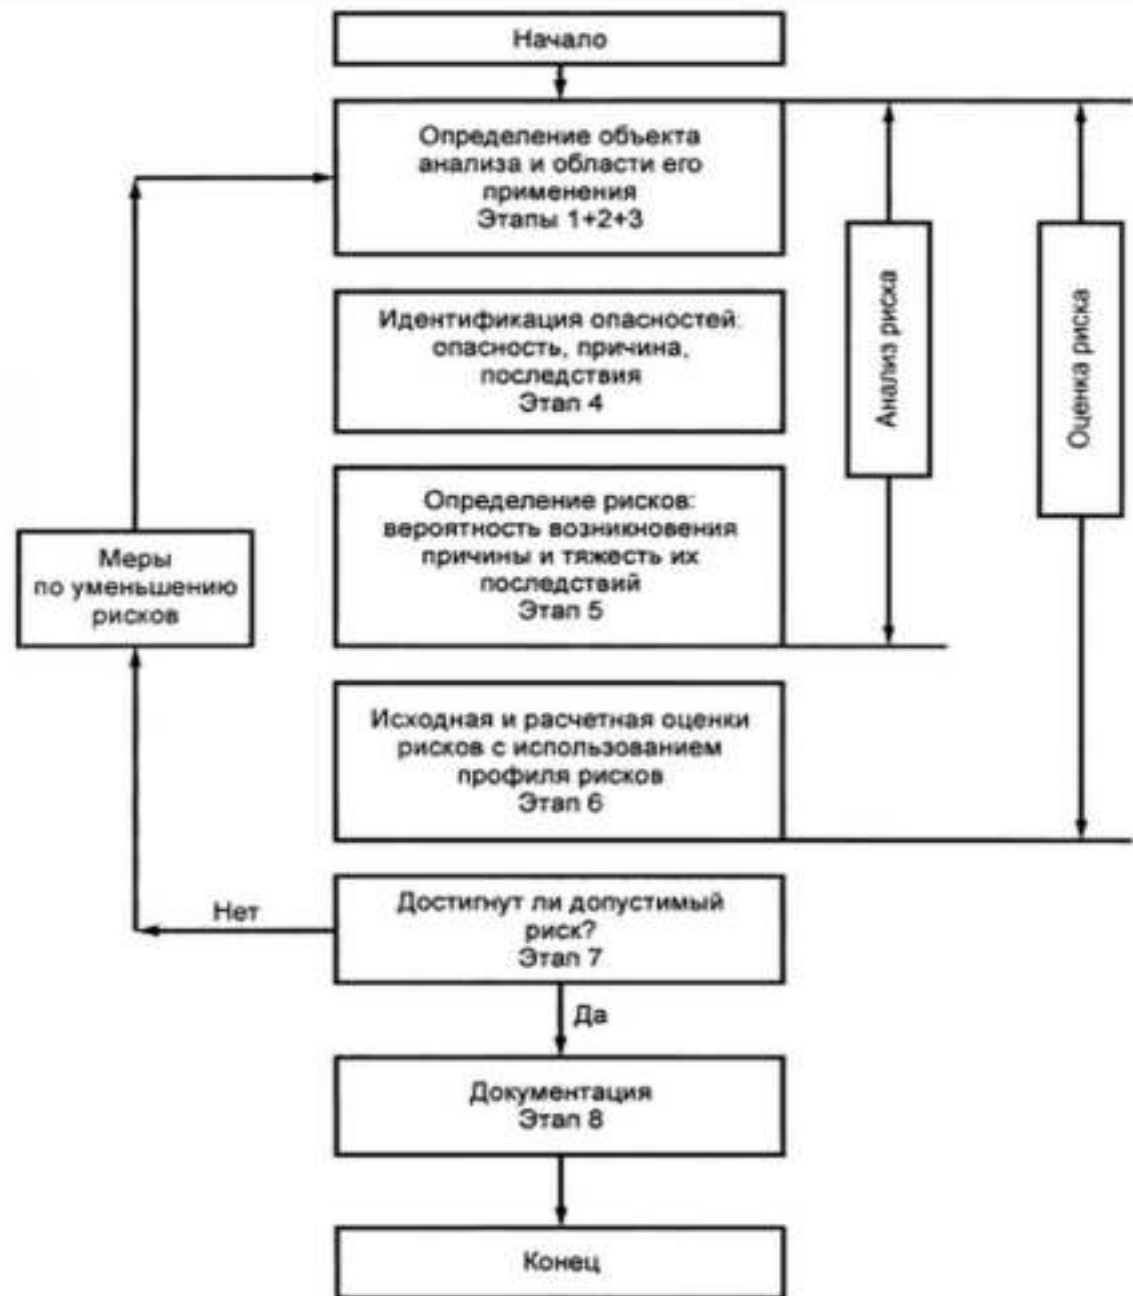 Начало
Определение объекта
анализа и области его
применения
Этапы 1+2+3
Идентификация опасностей:
опасность, причина,
последствия
Этап 4
Анализ риска
Оценка риска
Определение рисков:
вероятность возникновения
причины и тяжесть их
последствий
Этап 5
Меры
по уменьшению
рисков
Исходная и расчетная оценки
рисков с использованием
профиля рисков
Этап 6
Нет
Достигнут ли допустимый
риск?
Этап 7
Да
Документация
Этап 8
Конец